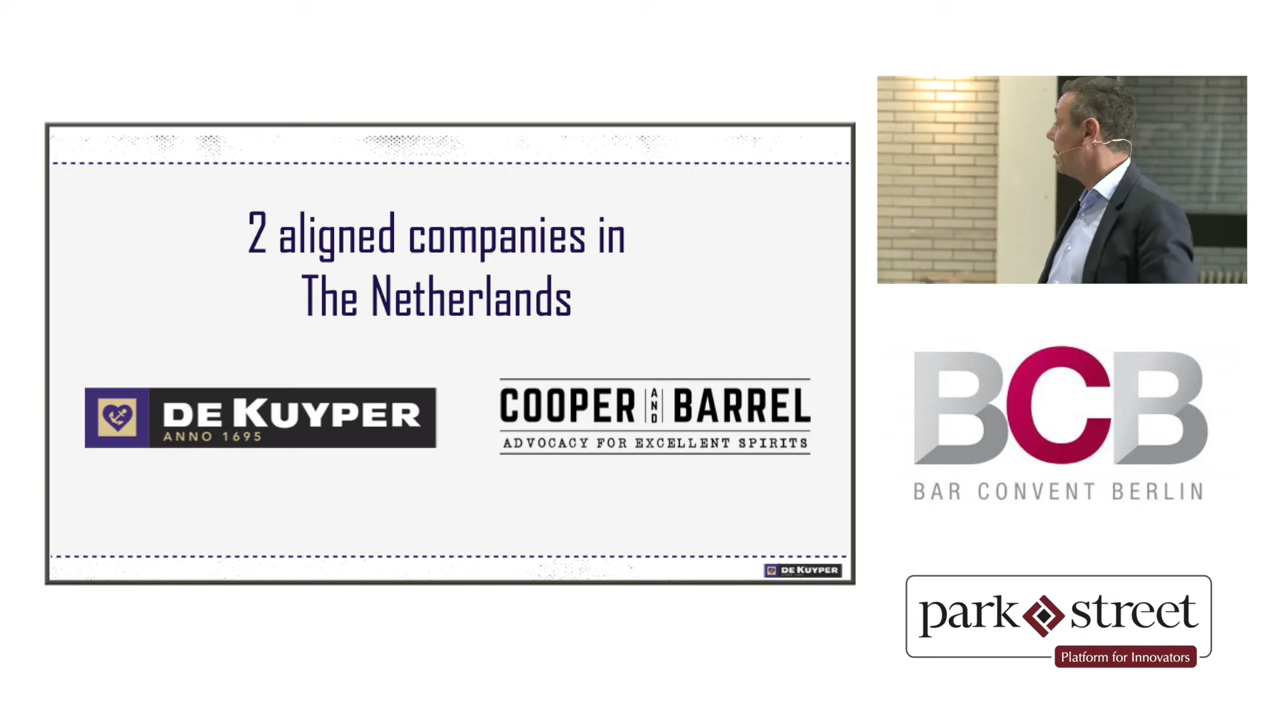 2 aligned companies in
The Netherlands
DE KUYPER
ANNO 1695
COOPER AND BARREL
ADVOCACY FOR EXCELLENT SPIRITS
DE KUYPER
BCB
BAR CONVENT BERLIN
park street
Platform for Innovators